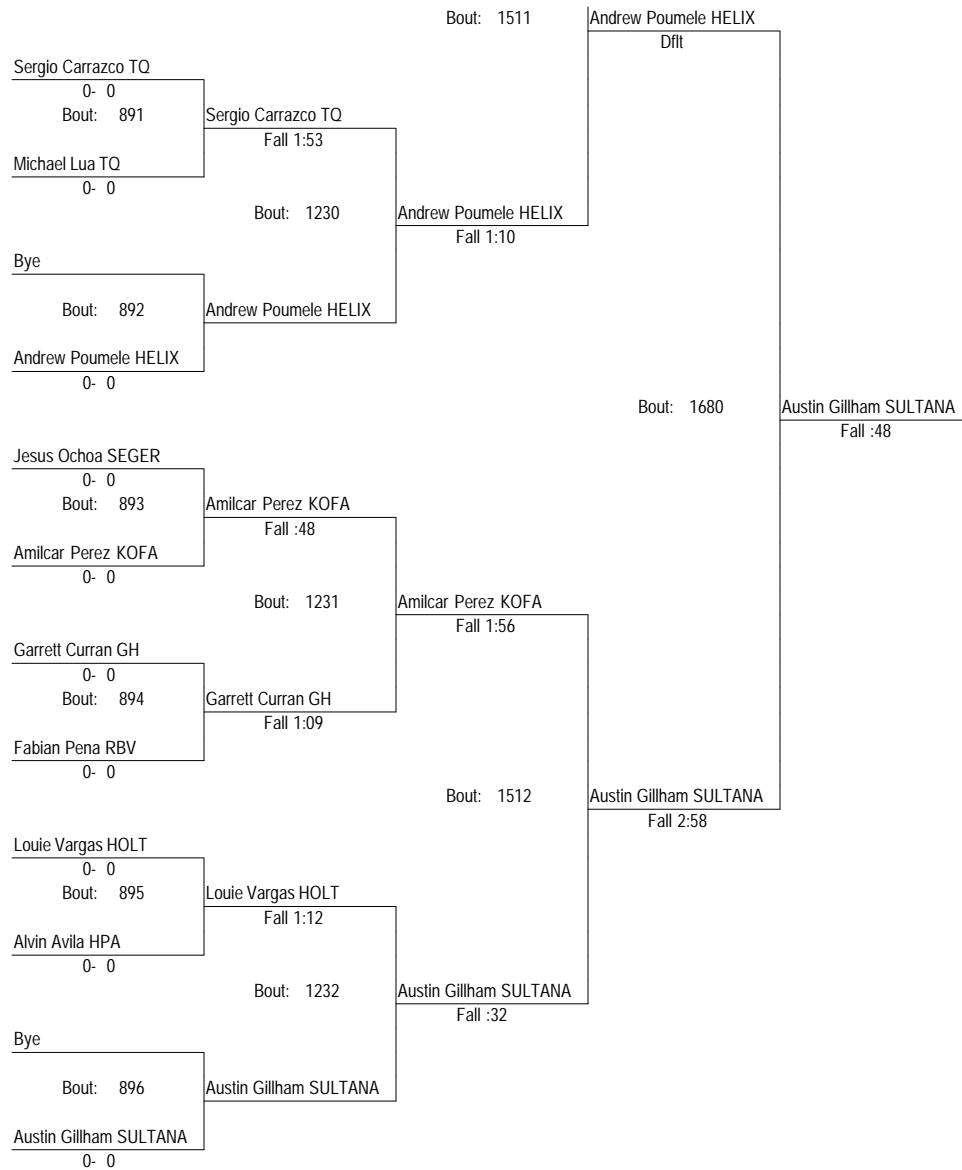 Bout: 1511 Andrew Poumele HELIX
Dflt
Sergio Carrazco TQ
0- 0
Bout: 891 Sergio Carrazco TQ
Fall 1:53
Michael Lua TQ
0- 0
Bout: 1230 Andrew Poumele HELIX
Fall 1:10
Bye
Bout: 892 Andrew Poumele HELIX
Andrew Poumele HELIX
0- 0
Bout: 1680 Austin Gillham SULTANA
Fall :48
Jesus Ochoa SEGER
0- 0
Bout: 893 Amilcar Perez KOFA
Fall :48
Amilcar Perez KOFA
0- 0
Bout: 1231 Amilcar Perez KOFA
Fall 1:56
Garrett Curran GH
0- 0
Bout: 894 Garrett Curran GH
Fall 1:09
Fabian Pena RBV
0- 0
Bout: 1512 Austin Gillham SULTANA
Fall 2:58
Louie Vargas HOLT
0- 0
Bout: 895 Louie Vargas HOLT
Fall 1:12
Alvin Avila HPA
0- 0
Bout: 1232 Austin Gillham SULTANA
Fall :32
Bye
Bout: 896 Austin Gillham SULTANA
Austin Gillham SULTANA
0- 0